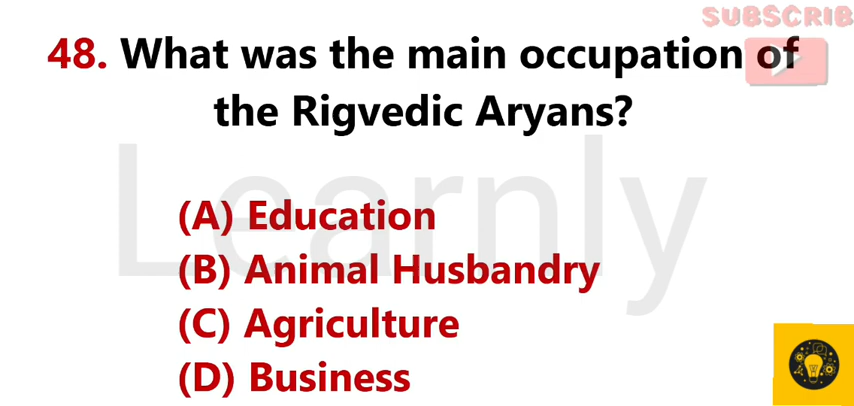 SUBSCRIB
48. What was the main occupation of
the Rigvedic Aryans?
Learnly
(A) Education
(B) Animal Husbandry
(C) Agriculture
(D) Business